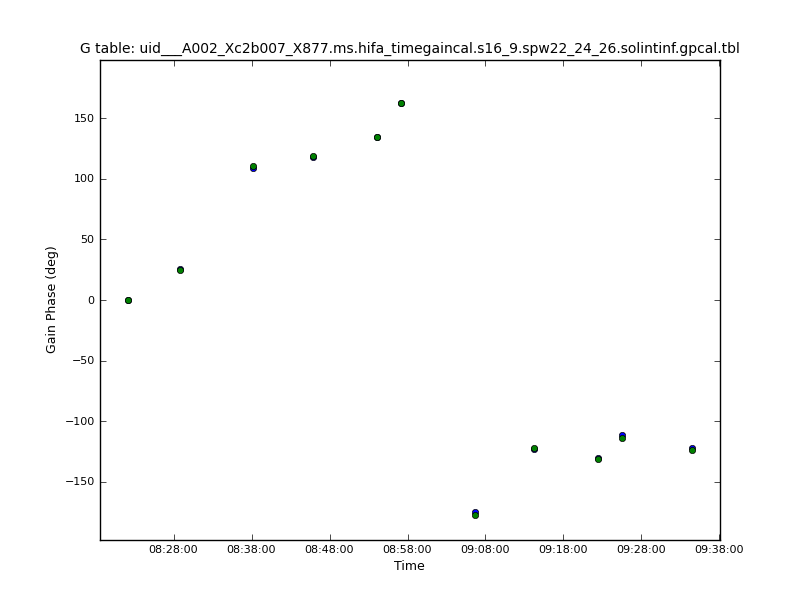 G table: uid___A002_Xc2b007_X877.ms.hifa_timegaincal.s16_9.spw22_24_26.solintinf.gpcal.tbl
150
100
50
0
−50
−100
−150
Gain Phase (deg)
08:28:00 08:38:00 08:48:00 08:58:00 09:08:00 09:18:00 09:28:00 09:38:00
Time